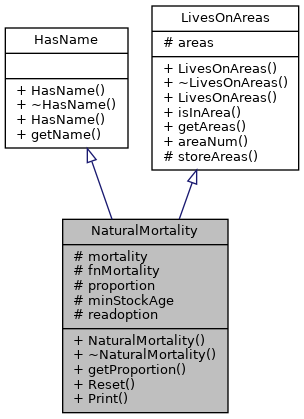 HasName
+ HasName()
+ ~HasName()
+ HasName()
+ getName()
LivesOnAreas
# areas
+ LivesOnAreas()
+ ~LivesOnAreas()
+ LivesOnAreas()
+ isInArea()
+ getAreas()
+ areaNum()
# storeAreas()
NaturalMortality
# mortality
# fnMortality
# proportion
# minStockAge
# readoption
+ NaturalMortality()
+ ~NaturalMortality()
+ getProportion()
+ Reset()
+ Print()